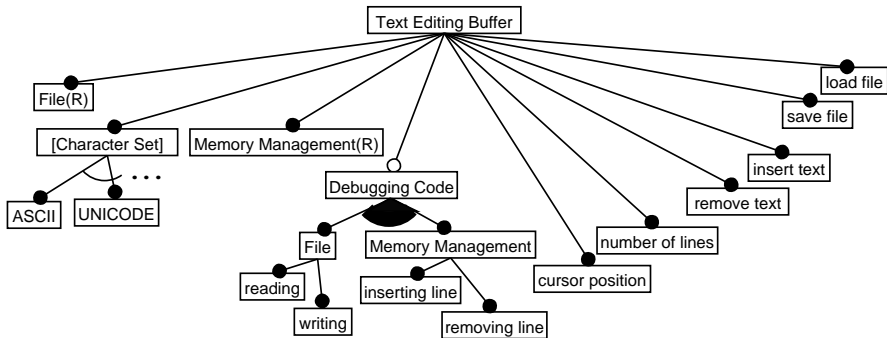 Text Editing Buffer
load file
File(R)
save file
[Character Set]
Memory Management(R)
insert text
. . .
Debugging Code
remove text
ASCII
UNICODE
number of lines
File
Memory Management
cursor position
reading
inserting line
writing
removing line